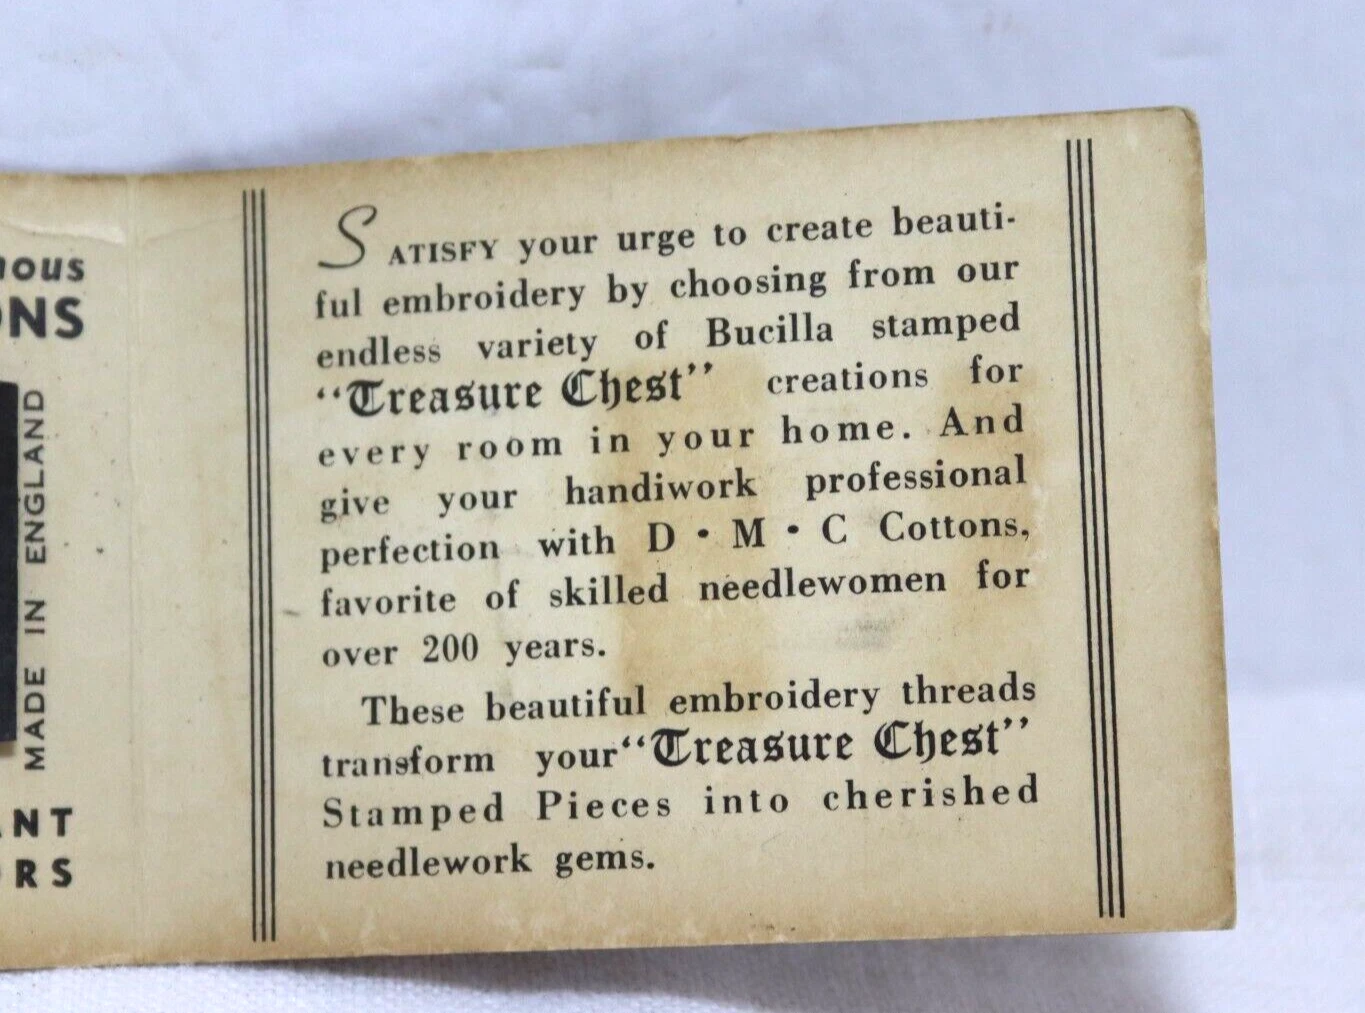 nous
ONS
MADE IN ENGLAND
ANT
ORS
SATISFY your urge to create beauti-
ful embroidery by choosing from our
endless variety of Bucilla stamped
“Treasure Chest” creations for
every room in your home. And
give your handiwork professional
perfection with D • M • C Cottons,
favorite of skilled needlewomen for
over 200 years.
These beautiful embroidery threads
transform your “Treasure Chest”
Stamped Pieces into cherished
needlework gems.